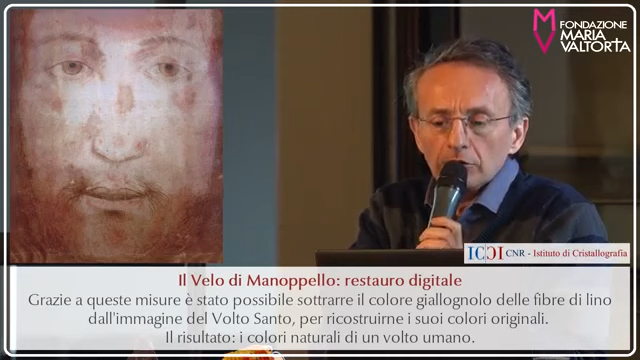 FONDAZIONE
MARIA
VALTORTA
IC CNR - Istituto di Cristallografia
Il Velo di Manoppello: restauro digitale
Grazie a queste misure è stato possibile sottrarre il colore giallognolo delle fibre di lino
dall'immagine del Volto Santo, per ricostruirne i suoi colori originali.
Il risultato: i colori naturali di un volto umano.